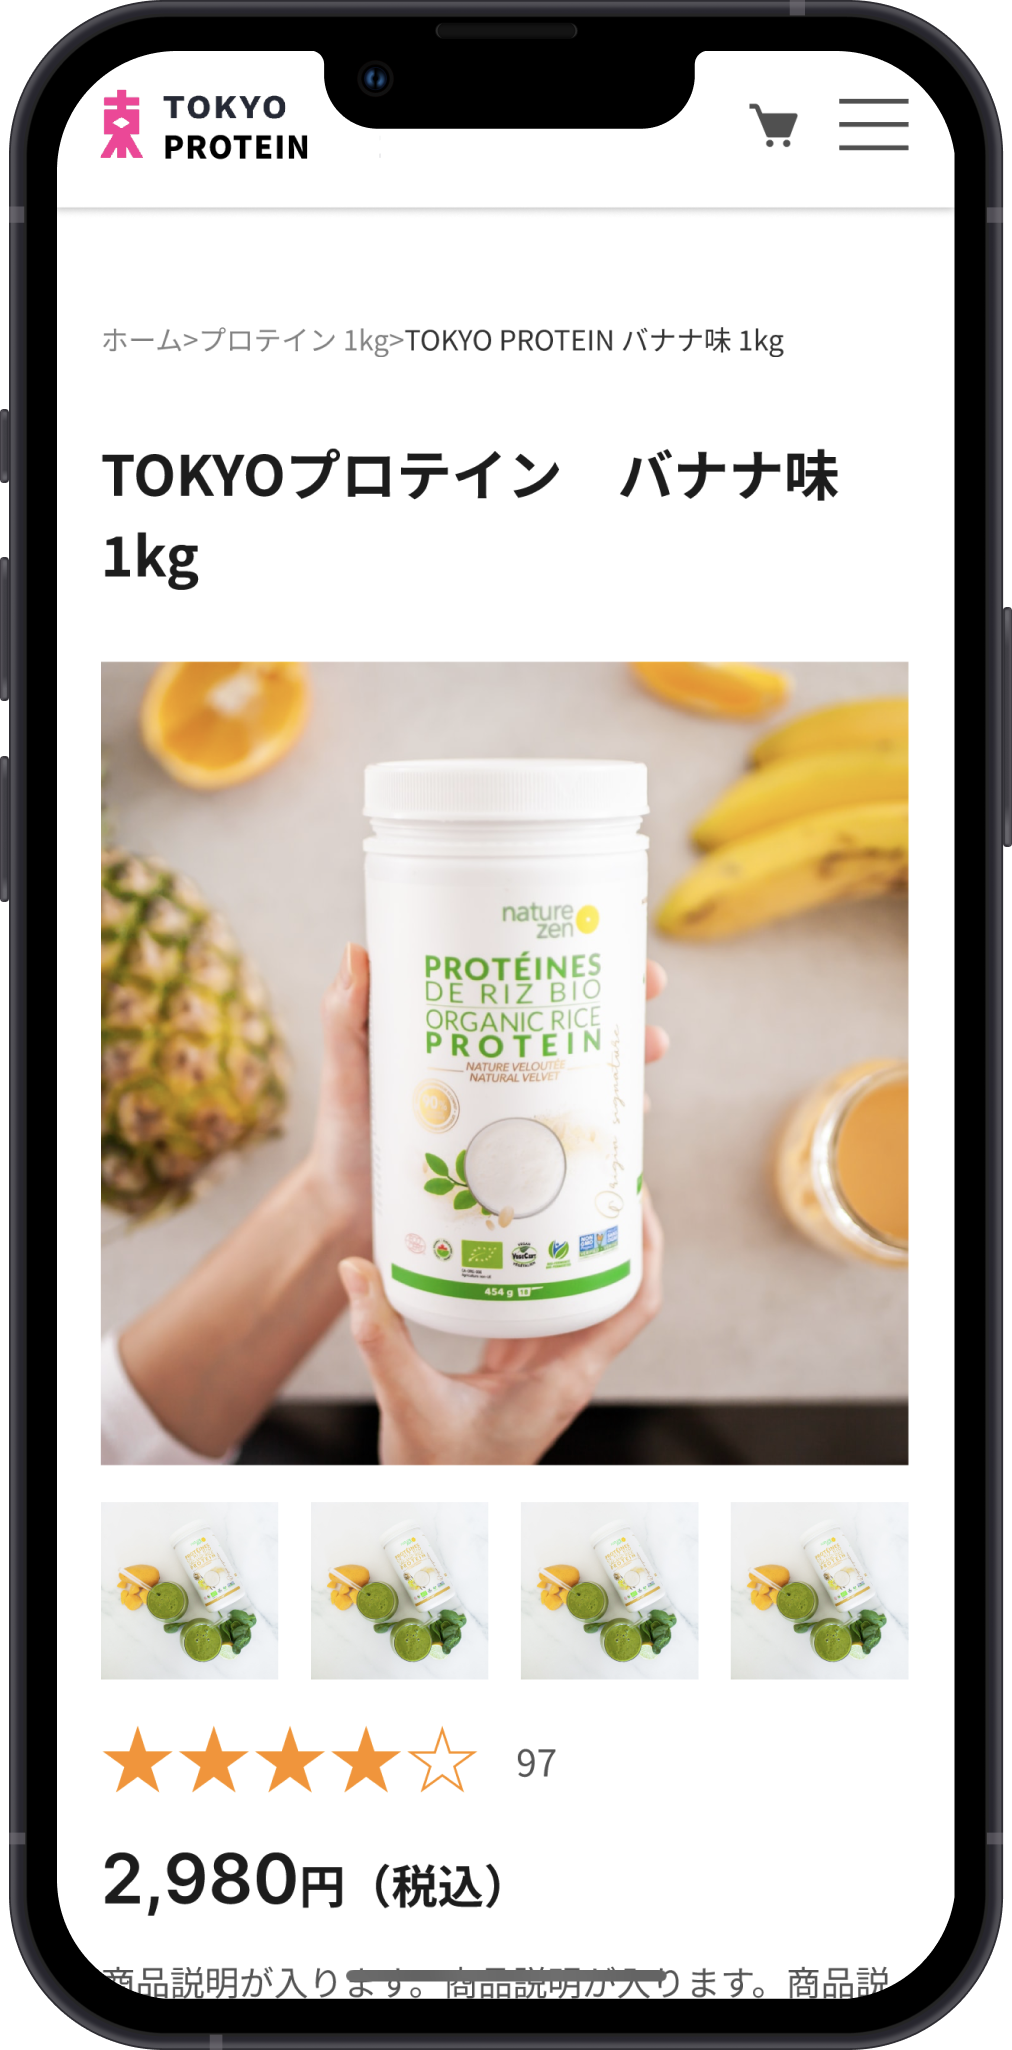 TOKYO
PROTEIN
ホーム>プロテイン 1kg>TOKYO PROTEIN バナナ味 1kg
TOKYOプロテイン　バナナ味
1kg
nature
zen
PROTÉINES
DE RIZ BIO
ORGANIC RICE
PROTEIN
NATURE VELOUTÉE
NATURAL VELVET
Origin signature
454 g
97
2,980円（税込）
商品説明が入ります。商品説明が入ります。商品説